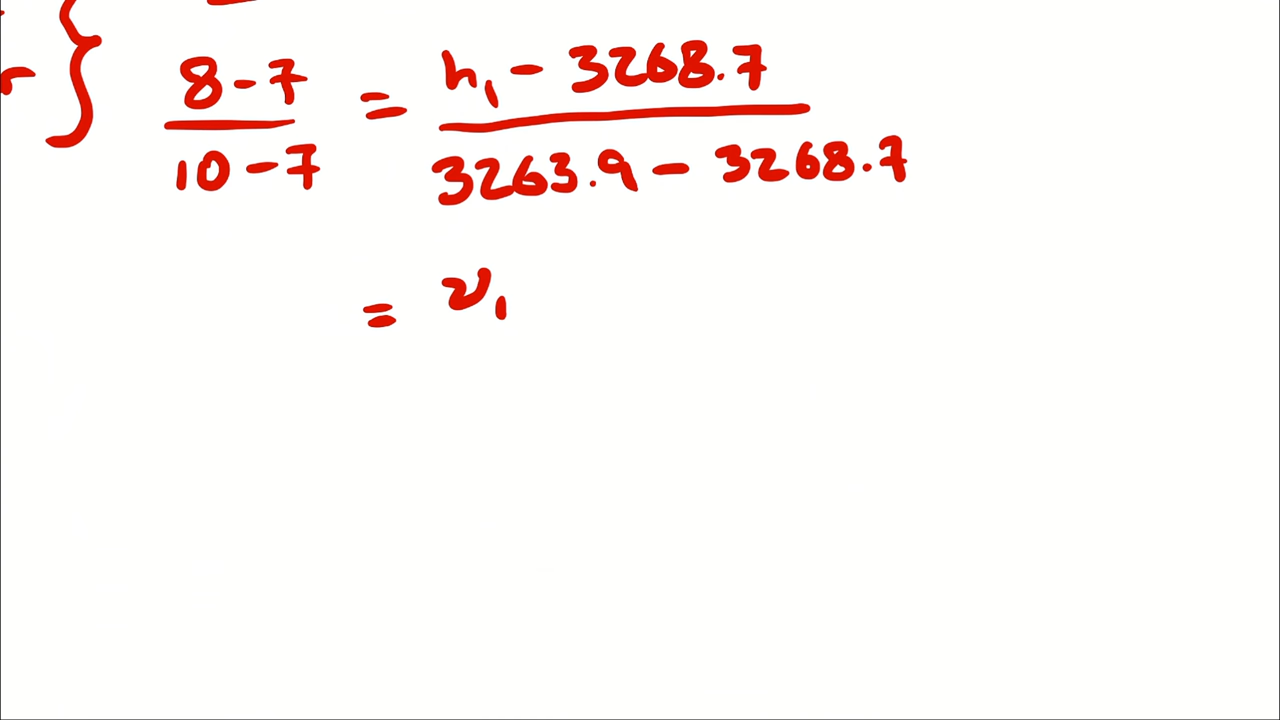 8-7 = h₁ - 3268.7
10-7 3263.9 - 3268.7
= v₁